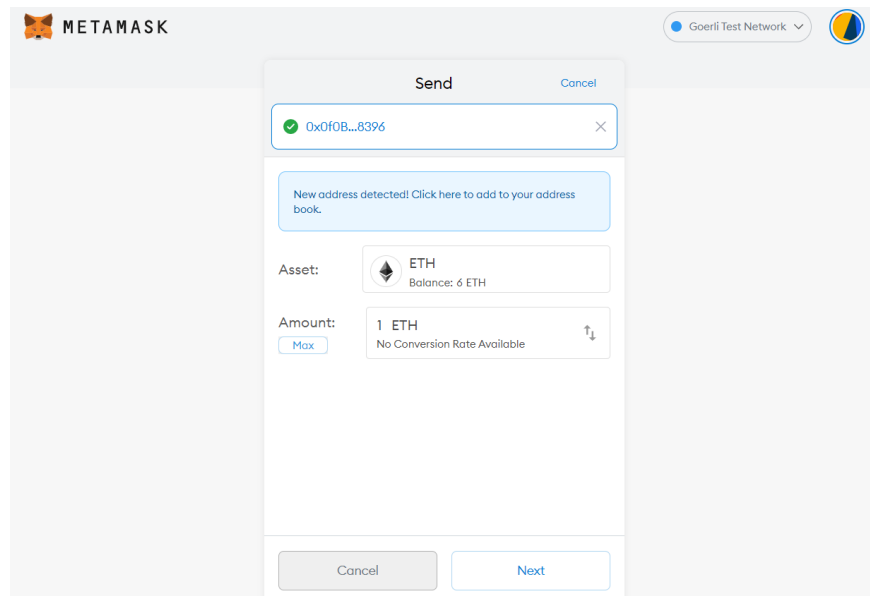 METAMASK
Goerli Test Network
Send
Cancel
0x0f0B...8396
New address detected! Click here to add to your address
book.
Asset:
ETH
Balance: 6 ETH
Amount:
1 ETH
Max
No Conversion Rate Available
Cancel
Next